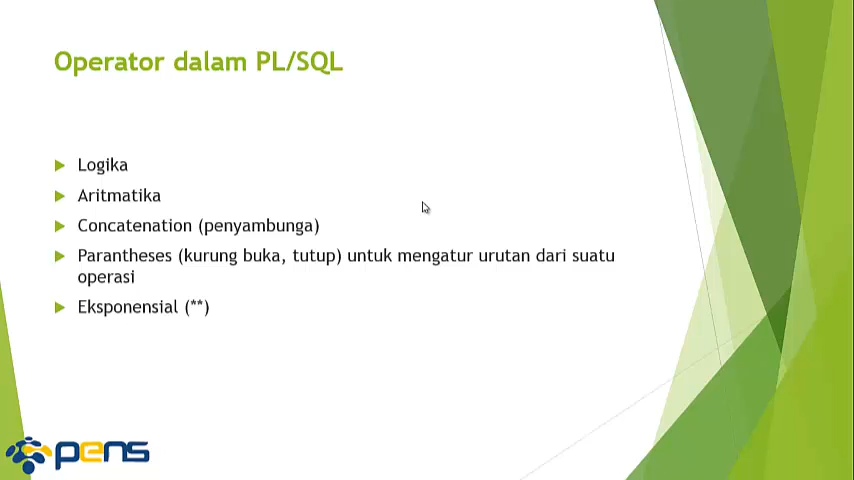 Operator dalam PL/SQL
Logika
Aritmatika
Concatenation (penyambunga)
Parantheses (kurung buka, tutup) untuk mengatur urutan dari suatu
operasi
Eksponensial (**)
pens